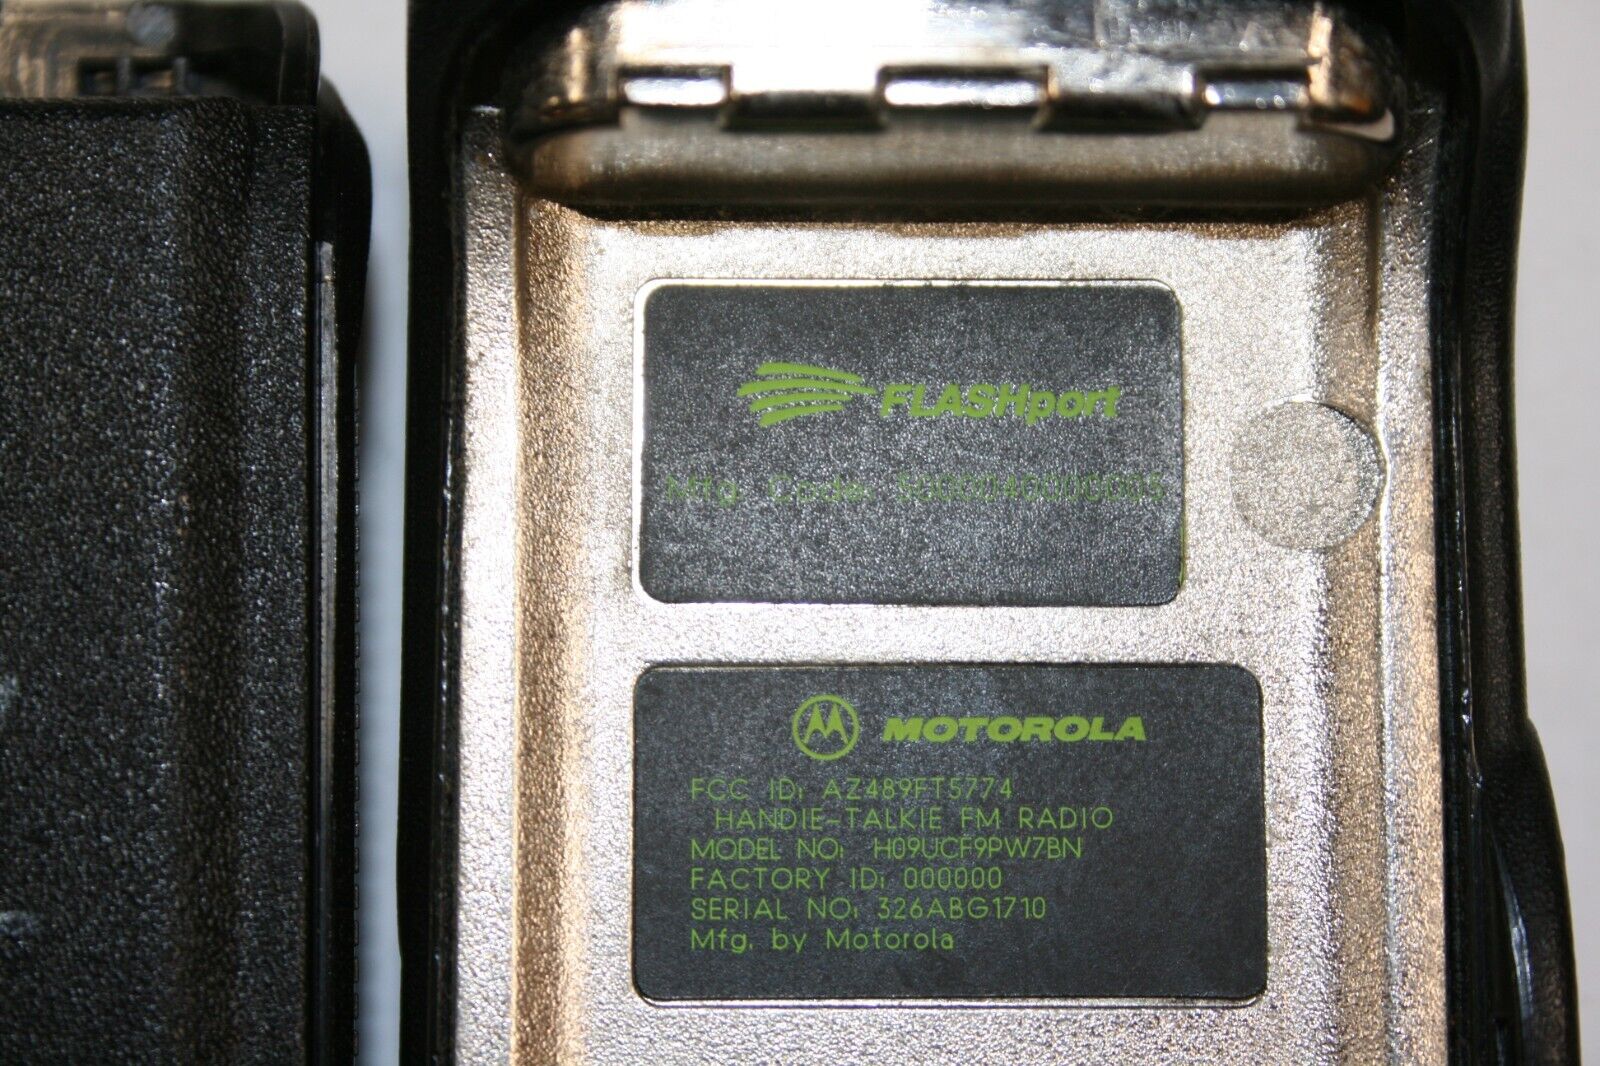 FLASHport
Mfg. Code:
MOTOROLA
FCC ID: AZ489FT5774
HANDIE-TALKIE FM RADIO
MODEL NO: H09UCF9PW7BN
FACTORY ID: 000000
SERIAL NO: 326ABG1710
Mfg. by Motorola